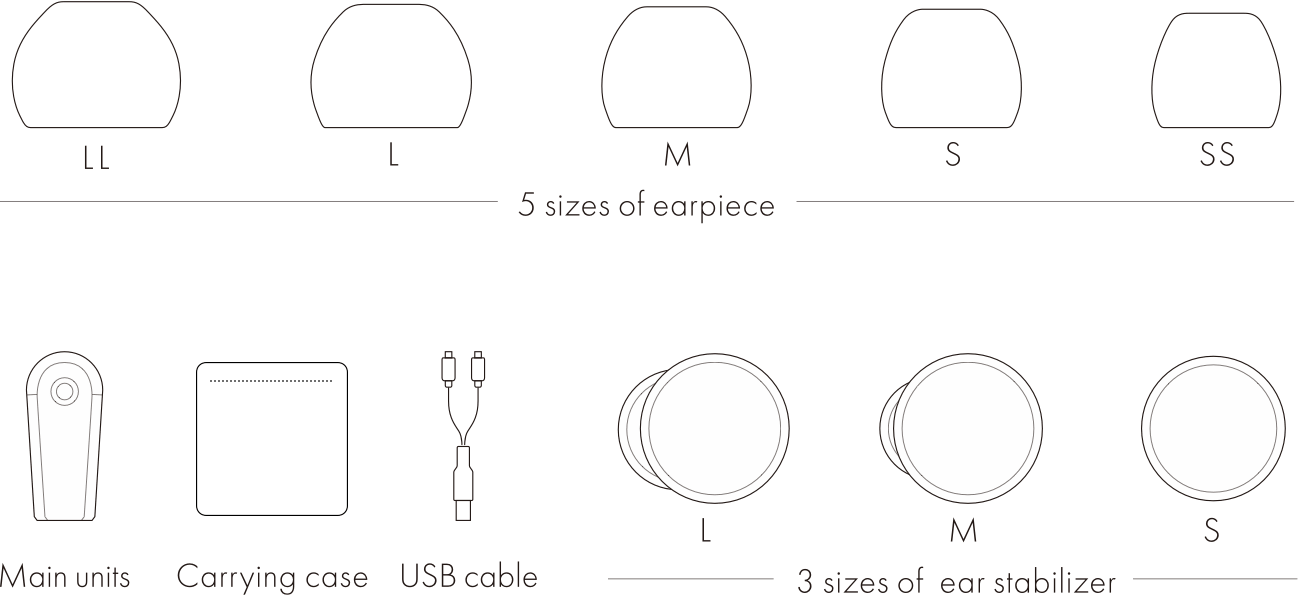 LL L M S SS
5 sizes of earpiece
L M S
Main units Carrying case USB cable 3 sizes of ear stabilizer